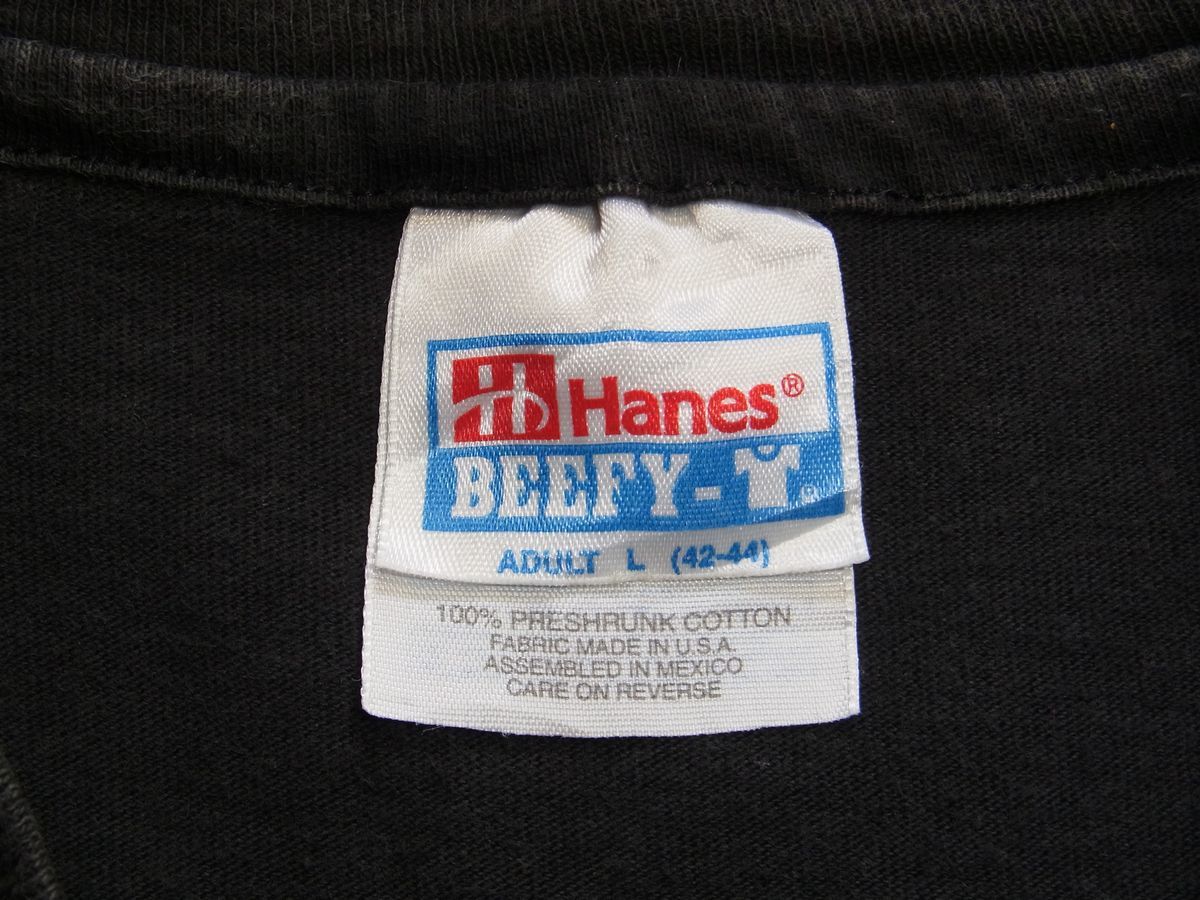 Hanes®
BEEFY-T®
ADULT L (42-44)
100% PRESHRUNK COTTON
FABRIC MADE IN U.S.A.
ASSEMBLED IN MEXICO
CARE ON REVERSE